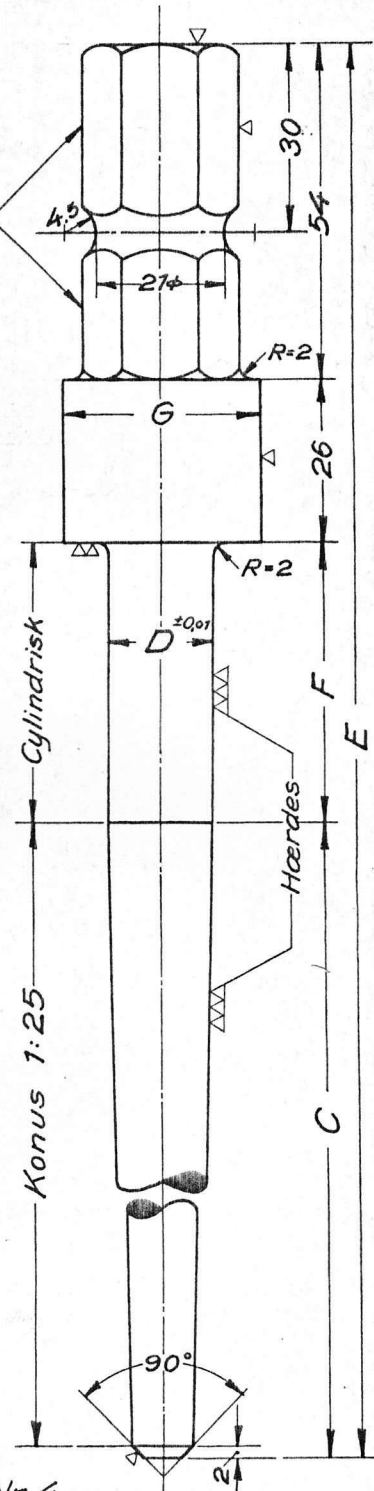 30
54
4.5
21ϕ
R=2
G
26
R=2
D ±0,01
Cylindrisk
F
E
Hærdes
Konus 1:25
C
90°
2